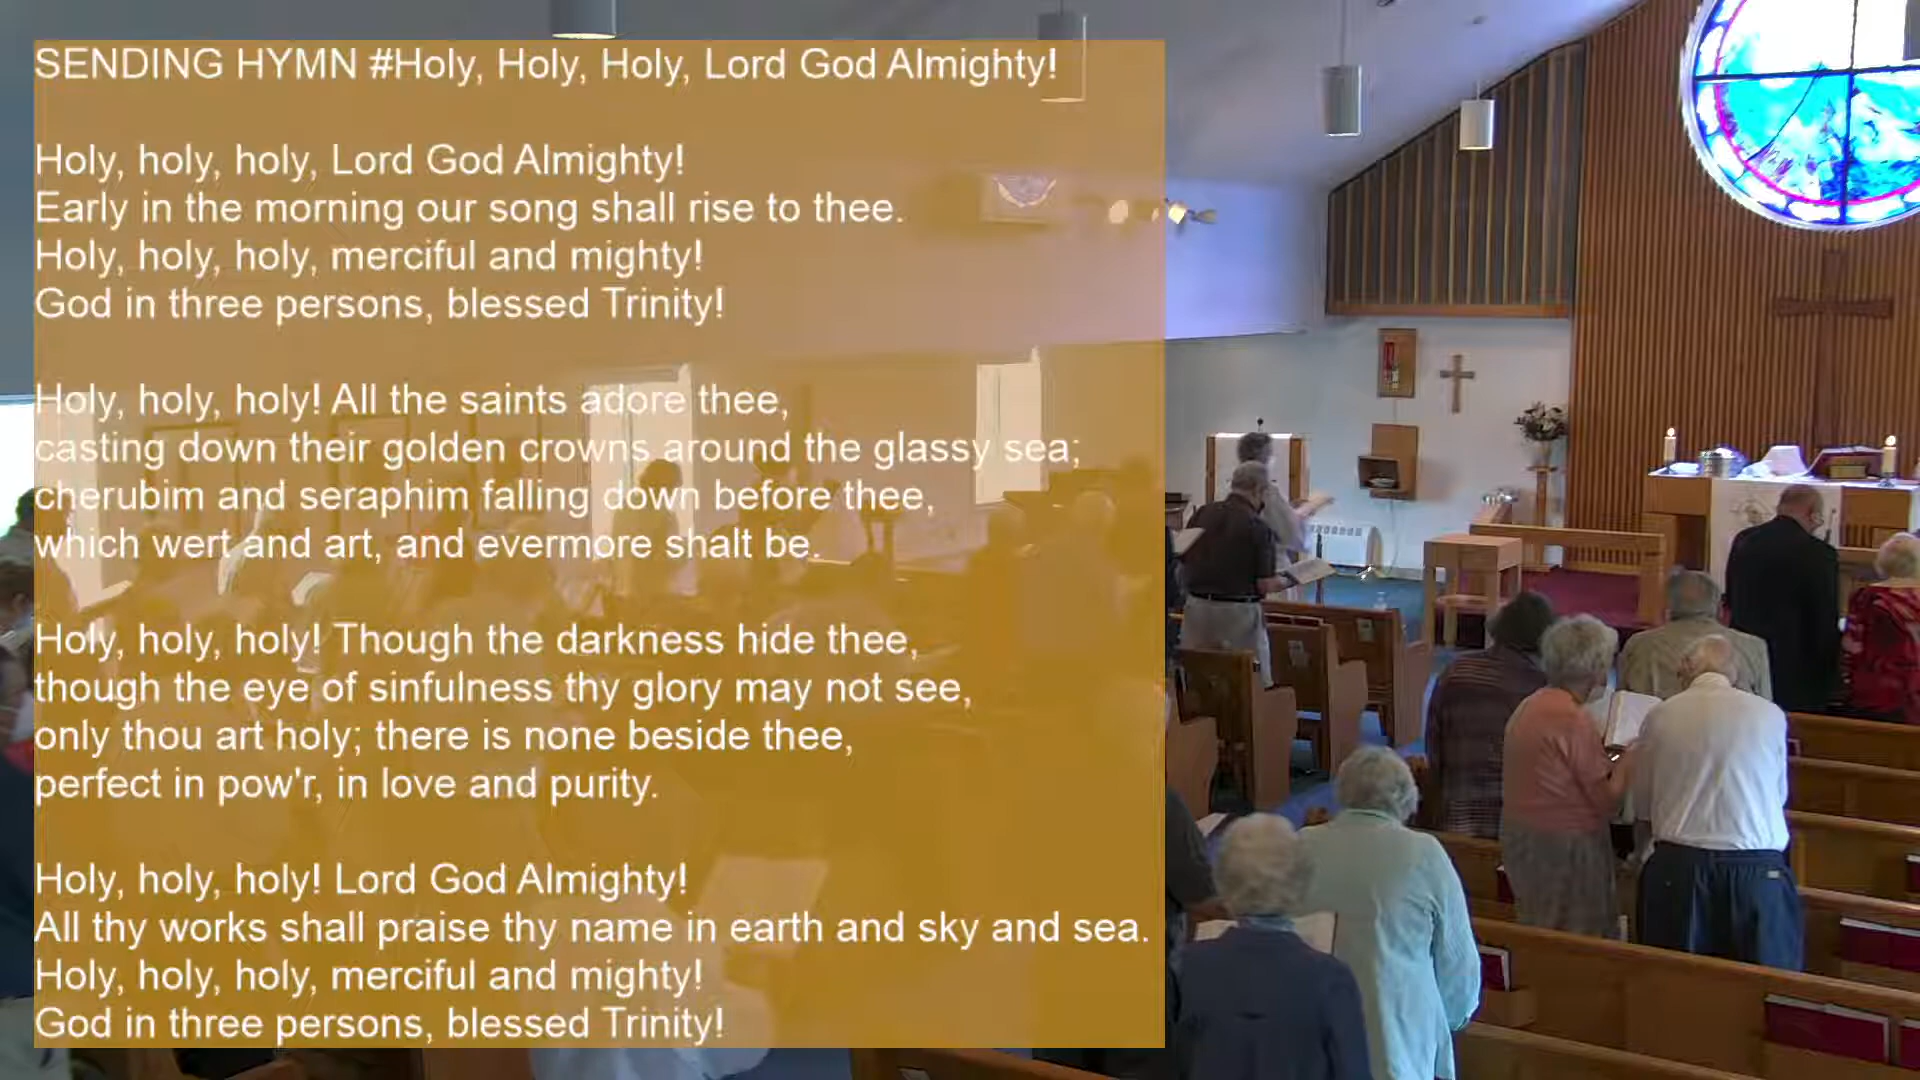 SENDING HYMN #Holy, Holy, Holy, Lord God Almighty!
Holy, holy, holy, Lord God Almighty!
Early in the morning our song shall rise to thee.
Holy, holy, holy, merciful and mighty!
God in three persons, blessed Trinity!
Holy, holy, holy! All the saints adore thee,
casting down their golden crowns around the glassy sea;
cherubim and seraphim falling down before thee,
which wert and art, and evermore shalt be.
Holy, holy, holy! Though the darkness hide thee,
though the eye of sinfulness thy glory may not see,
only thou art holy; there is none beside thee,
perfect in pow'r, in love and purity.
Holy, holy, holy! Lord God Almighty!
All thy works shall praise thy name in earth and sky and sea.
Holy, holy, holy, merciful and mighty!
God in three persons, blessed Trinity!